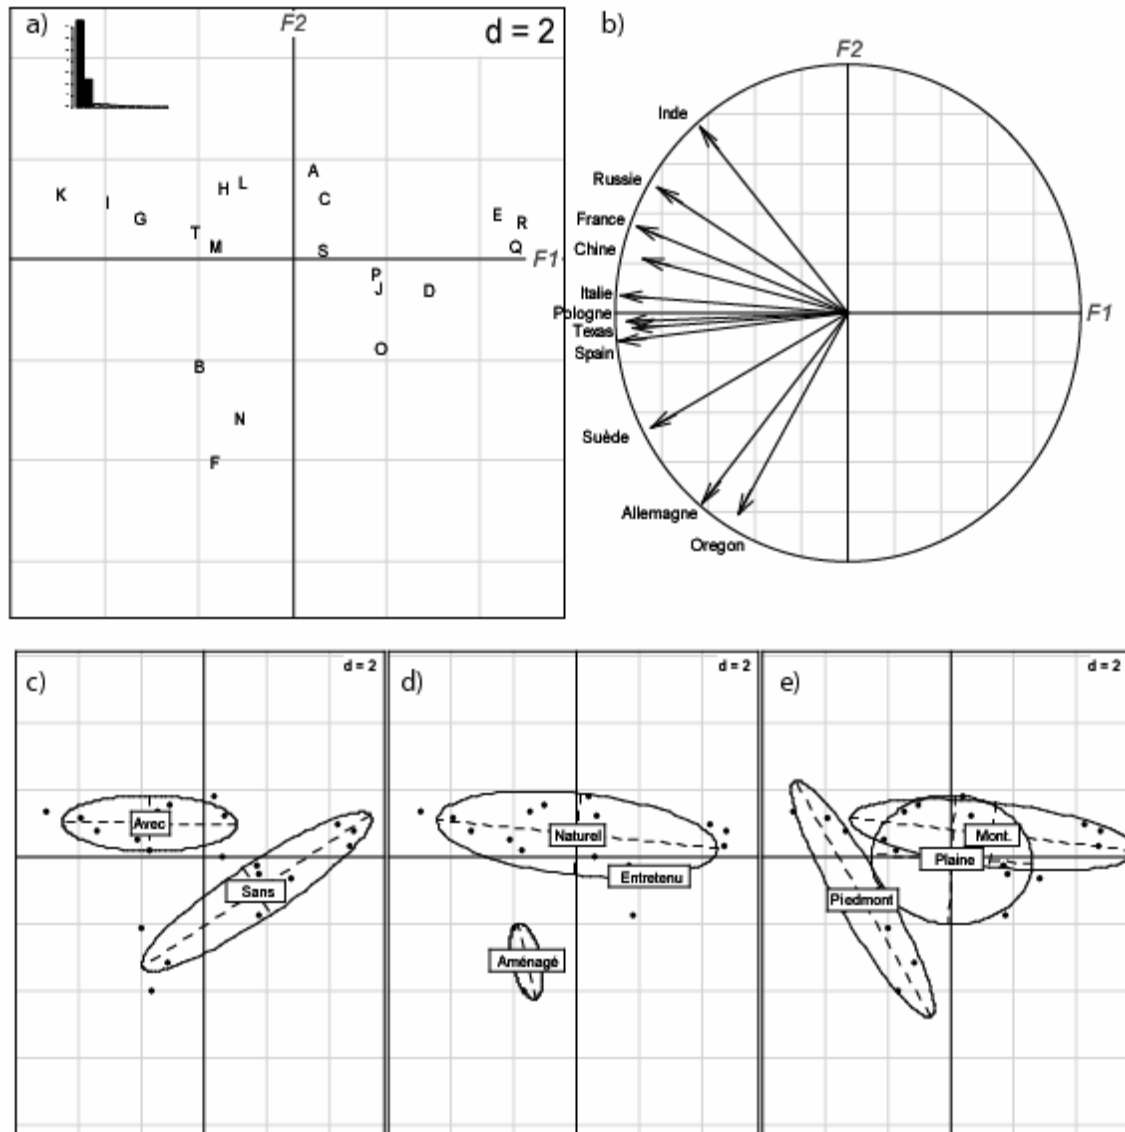 a)
F2
d = 2
A
K
I
H
L
C
G
E
R
T
M
Q
S
F1
P
J
D
O
B
N
F
b)
F2
Inde
Russie
France
Chine
Italie
Pologne
F1
Texas
Spain
Suède
Allemagne
Oregon
c)
d = 2
Avec
Sans
d)
d = 2
Naturel
Entretenu
Aménagé
e)
d = 2
Mont.
Plaine
Piedmont